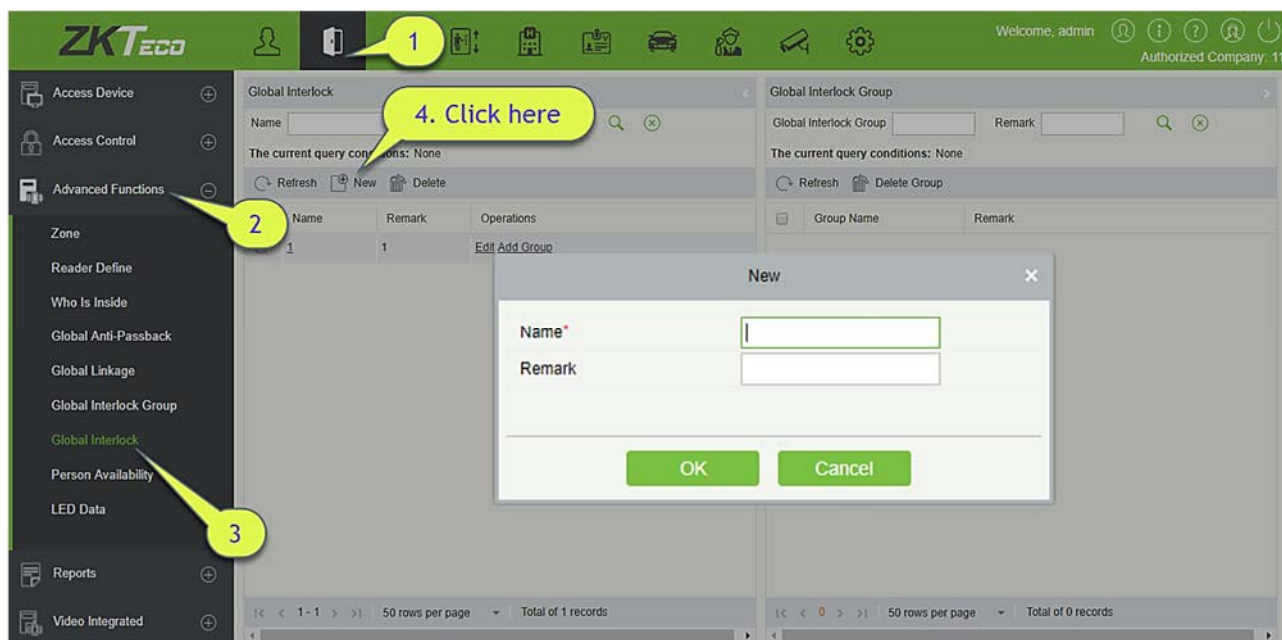 ZKTECO
1
Welcome, admin
Authorized Company: 11
Access Device
Access Control
Advanced Functions
2
Zone
Reader Define
Who Is Inside
Global Anti-Passback
Global Linkage
Global Interlock Group
Global Interlock
Person Availability
LED Data
3
Reports
Video Integrated
Global Interlock
4. Click here
Name
The current query conditions: None
Refresh New Delete
Name Remark Operations
1 1 Edit Add Group
1-1 50 rows per page Total of 1 records
Global Interlock Group
Global Interlock Group Remark
The current query conditions: None
Refresh Delete Group
Group Name Remark
0 50 rows per page Total of 0 records
New
Name*
Remark
OK Cancel